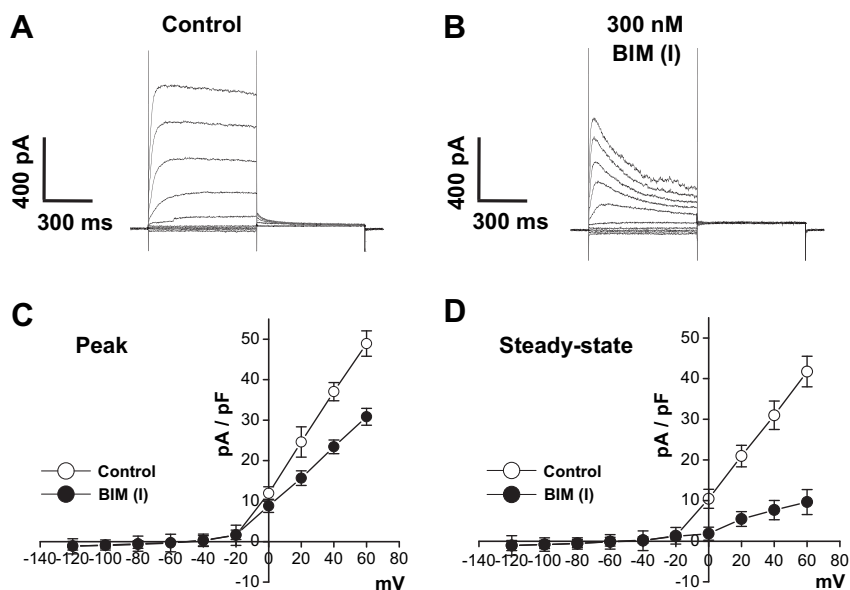 A
Control
400 pA
300 ms
B
300 nM
BIM (I)
400 pA
300 ms
C
Peak
pA / pF
50
40
30
20
10
0
-10
Control
BIM (I)
-140 -120 -100 -80 -60 -40 -20 0 20 40 60 80
mV
D
Steady-state
pA / pF
50
40
30
20
10
0
-10
Control
BIM (I)
-140 -120 -100 -80 -60 -40 -20 0 20 40 60 80
mV